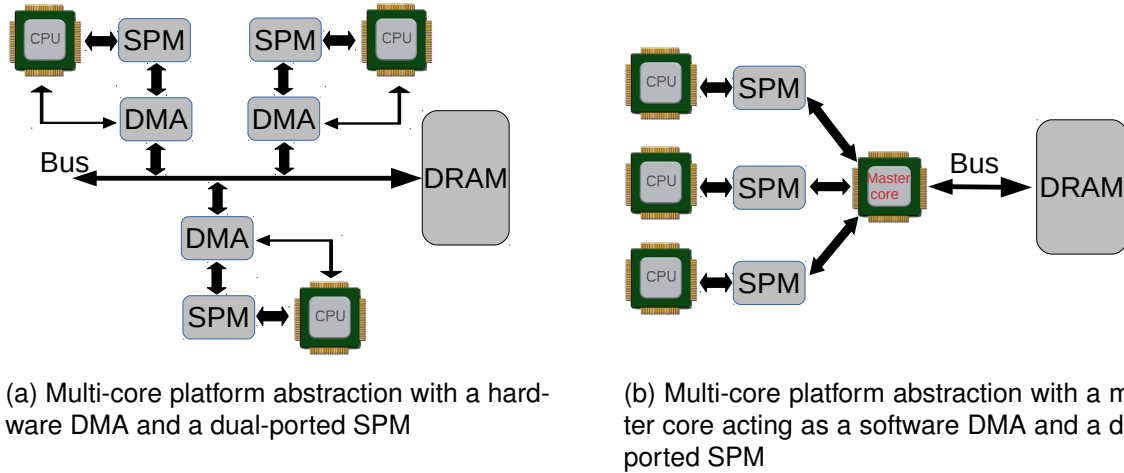 CPU SPM SPM CPU
DMA DMA
Bus
DRAM
DMA
SPM CPU
(a) Multi-core platform abstraction with a hard-
ware DMA and a dual-ported SPM
CPU SPM
CPU SPM Master core Bus DRAM
CPU SPM
(b) Multi-core platform abstraction with a m
ter core acting as a software DMA and a d
ported SPM